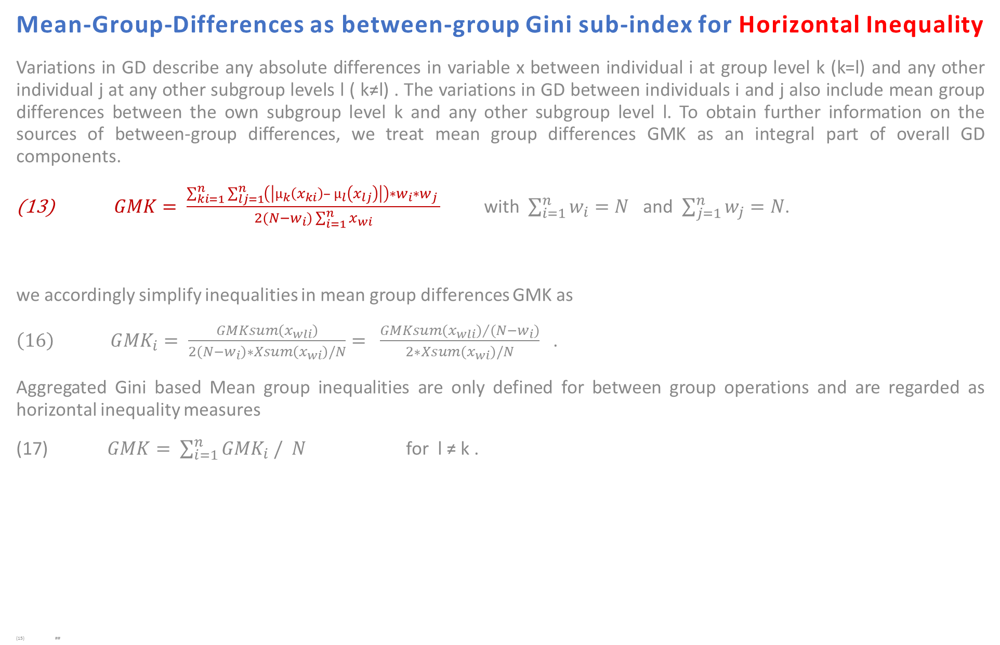 Mean-Group-Differences as between-group Gini sub-index for Horizontal Inequality
Variations in GD describe any absolute differences in variable x between individual i at group level k (k=l) and any other
individual j at any other subgroup levels l ( k≠l) . The variations in GD between individuals i and j also include mean group
differences between the own subgroup level k and any other subgroup level l. To obtain further information on the
sources of between-group differences, we treat mean group differences GMK as an integral part of overall GD
components.
(13) GMK = \frac{\sum_{ki=1}^{n} \sum_{lj=1}^{n} (|μ_k(x_{ki}) – μ_l(x_{lj})|)*w_i*w_j}{2(N−w_i) \sum_{i=1}^{n} x_{wi}} with \sum_{i=1}^{n} w_i = N and \sum_{j=1}^{n} w_j = N.
we accordingly simplify inequalities in mean group differences GMK as
(16) GMK_i = \frac{GMKsum(x_{wli})}{2(N−w_i)*Xsum(x_{wi})/N} = \frac{GMKsum(x_{wli})/(N−w_i)}{2*Xsum(x_{wi})/N} .
Aggregated Gini based Mean group inequalities are only defined for between group operations and are regarded as
horizontal inequality measures
(17) GMK = \sum_{i=1}^{n} GMK_i / N for l ≠ k .
(15) ##